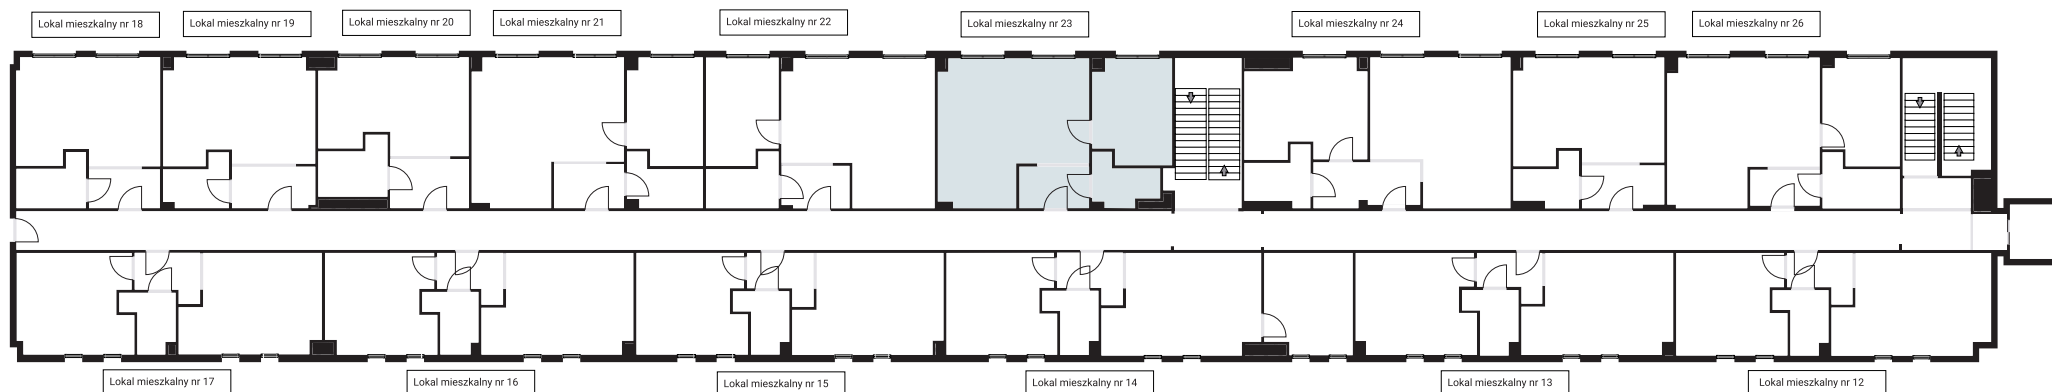 Lokal mieszkalny nr 18
Lokal mieszkalny nr 19
Lokal mieszkalny nr 20
Lokal mieszkalny nr 21
Lokal mieszkalny nr 22
Lokal mieszkalny nr 23
Lokal mieszkalny nr 24
Lokal mieszkalny nr 25
Lokal mieszkalny nr 26
Lokal mieszkalny nr 17
Lokal mieszkalny nr 16
Lokal mieszkalny nr 15
Lokal mieszkalny nr 14
Lokal mieszkalny nr 13
Lokal mieszkalny nr 12